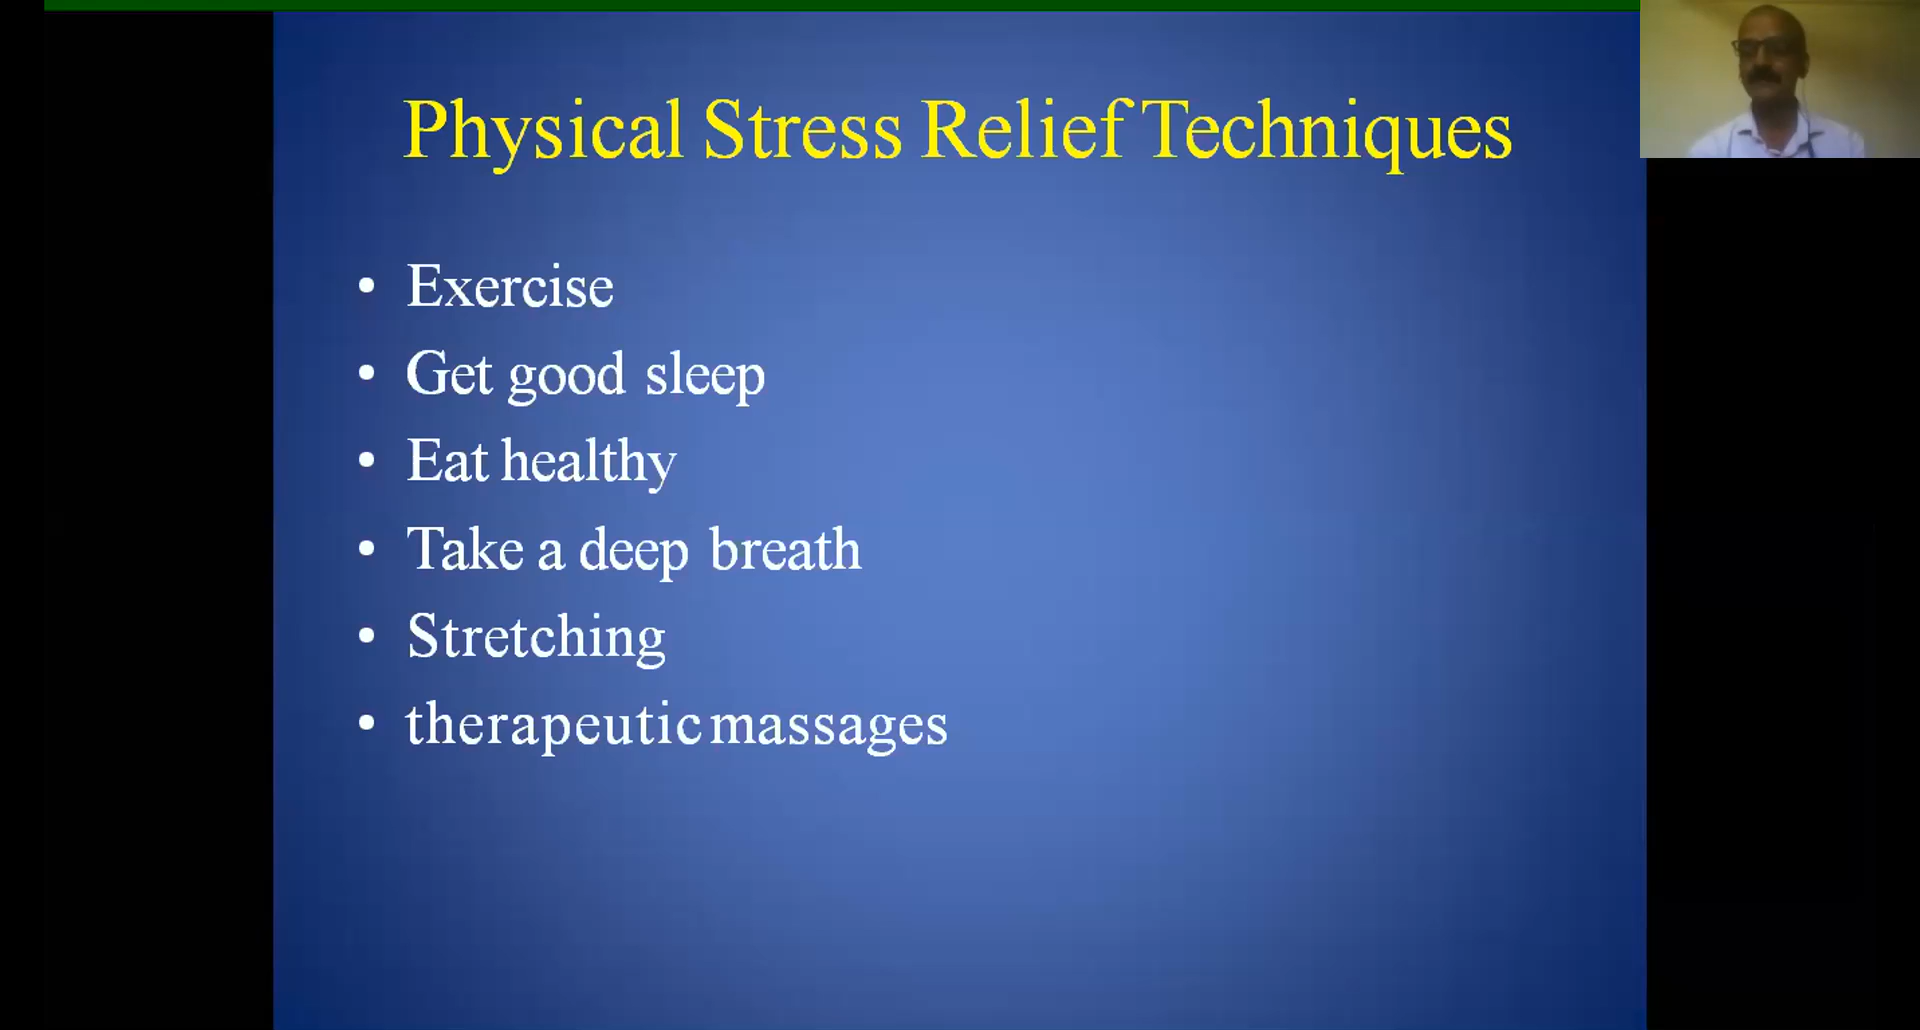 Physical Stress Relief Techniques
• Exercise
• Get good sleep
• Eat healthy
• Take a deep breath
• Stretching
• therapeutic massages